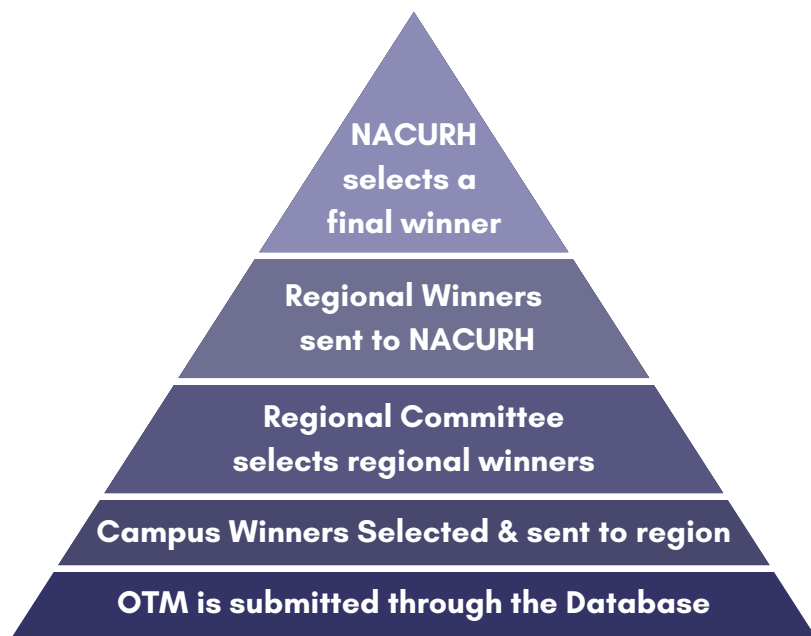 NACURH
selects a
final winner
Regional Winners
sent to NACURH
Regional Committee
selects regional winners
Campus Winners Selected & sent to region
OTM is submitted through the Database